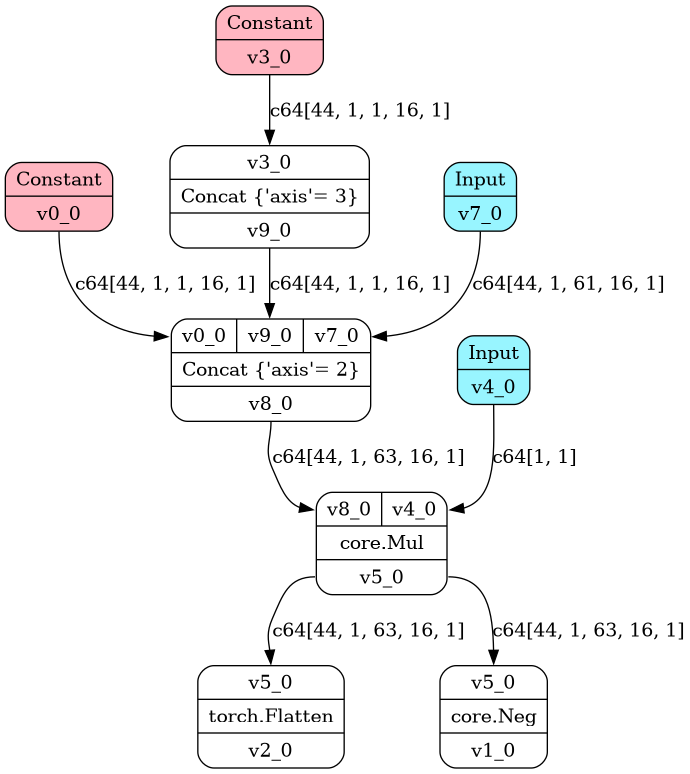 Constant
v3_0
c64[44, 1, 1, 16, 1]
v3_0
Concat {'axis'= 3}
v9_0
Constant
v0_0
Input
v7_0
c64[44, 1, 1, 16, 1]
c64[44, 1, 1, 16, 1]
c64[44, 1, 61, 16, 1]
v0_0 v9_0 v7_0
Concat {'axis'= 2}
v8_0
Input
v4_0
c64[44, 1, 63, 16, 1]
c64[1, 1]
v8_0 v4_0
core.Mul
v5_0
c64[44, 1, 63, 16, 1]
c64[44, 1, 63, 16, 1]
v5_0
torch.Flatten
v2_0
v5_0
core.Neg
v1_0